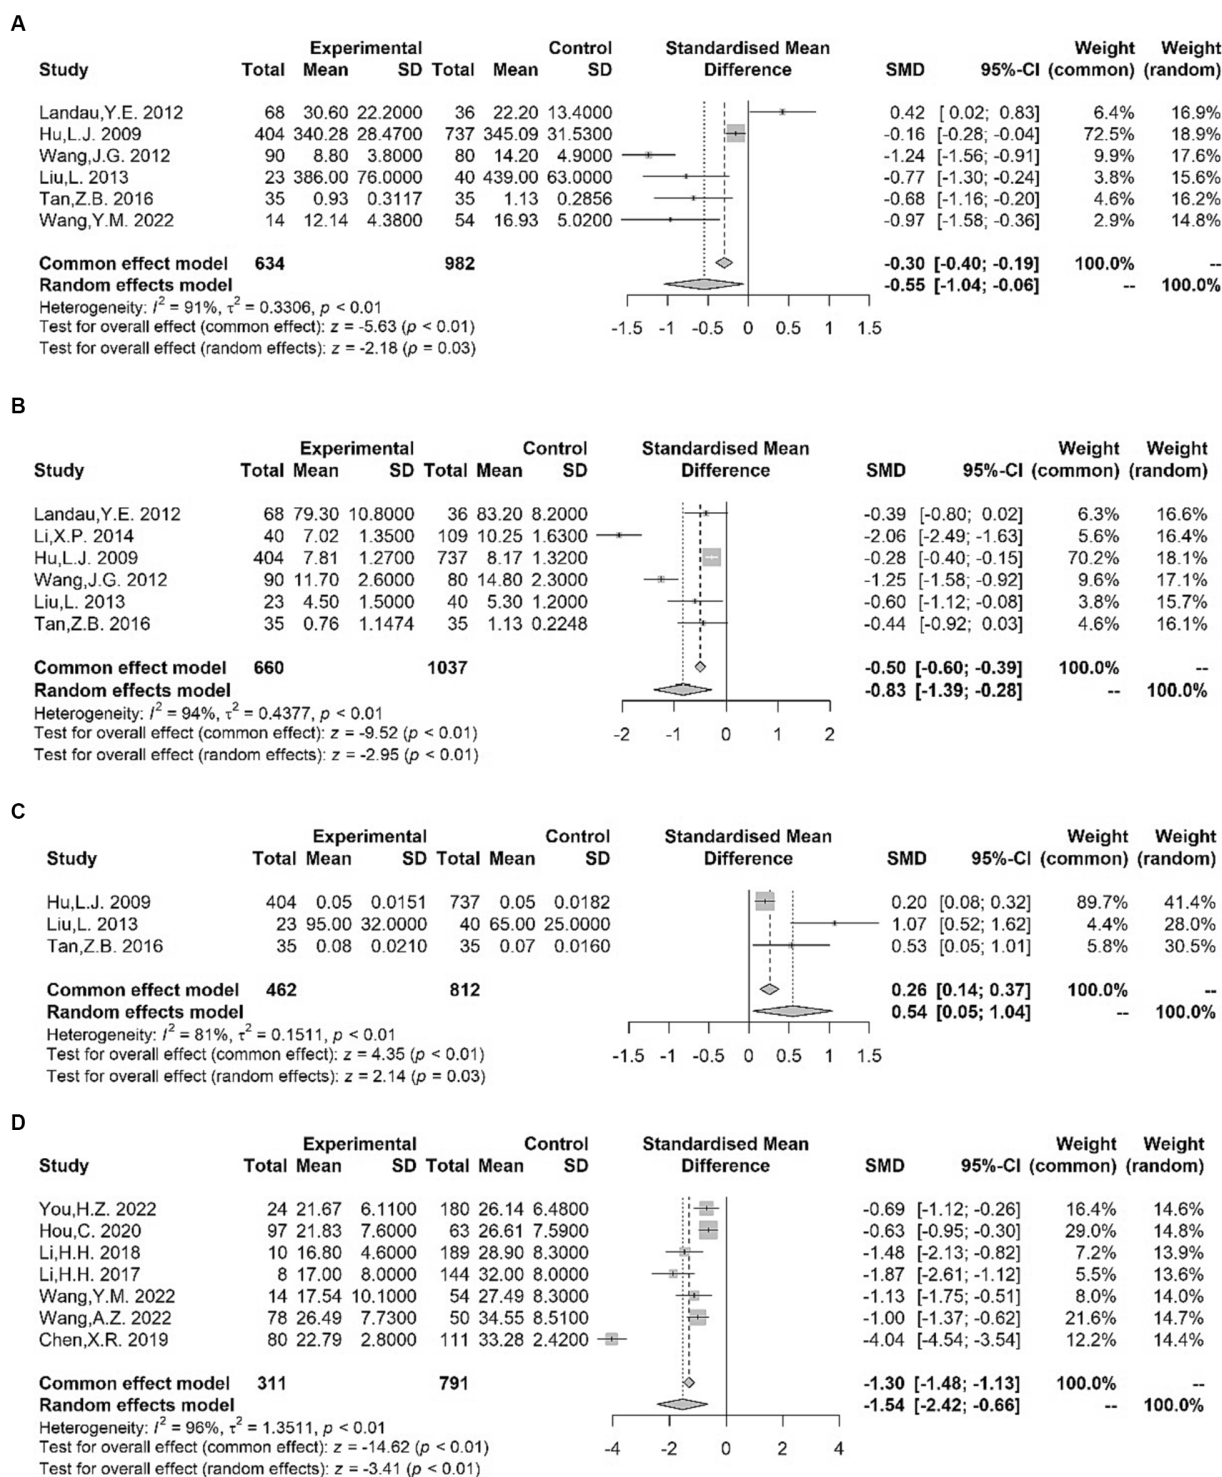 A
Experimental Control Standardised Mean Weight Weight
Study Total Mean SD Total Mean SD Difference SMD 95%-CI (common) (random)
Landau,Y.E. 2012 68 30.60 22.2000 36 22.20 13.4000 0.42 [ 0.02; 0.83] 6.4% 16.9%
Hu,L.J. 2009 404 340.28 28.4700 737 345.09 31.5300 -0.16 [-0.28; -0.04] 72.5% 18.9%
Wang,J.G. 2012 90 8.80 3.8000 80 14.20 4.9000 -1.24 [-1.56; -0.91] 9.9% 17.6%
Liu,L. 2013 23 386.00 76.0000 40 439.00 63.0000 -0.77 [-1.30; -0.24] 3.8% 15.6%
Tan,Z.B. 2016 35 0.93 0.3117 35 1.13 0.2856 -0.68 [-1.16; -0.20] 4.6% 16.2%
Wang,Y.M. 2022 14 12.14 4.3800 54 16.93 5.0200 -0.97 [-1.58; -0.36] 2.9% 14.8%
Common effect model 634 982 -0.30 [-0.40; -0.19] 100.0% --
Random effects model -0.55 [-1.04; -0.06] -- 100.0%
Heterogeneity: I² = 91%, τ² = 0.3306, p < 0.01
Test for overall effect (common effect): z = -5.63 (p < 0.01)
Test for overall effect (random effects): z = -2.18 (p = 0.03)
-1.5 -1 -0.5 0 0.5 1 1.5
B
Experimental Control Standardised Mean Weight Weight
Study Total Mean SD Total Mean SD Difference SMD 95%-CI (common) (random)
Landau,Y.E. 2012 68 79.30 10.8000 36 83.20 8.2000 -0.39 [-0.80; 0.02] 6.3% 16.6%
Li,X.P. 2014 40 7.02 1.3500 109 10.25 1.6300 -2.06 [-2.49; -1.63] 5.6% 16.4%
Hu,L.J. 2009 404 7.81 1.2700 737 8.17 1.3200 -0.28 [-0.40; -0.15] 70.2% 18.1%
Wang,J.G. 2012 90 11.70 2.6000 80 14.80 2.3000 -1.25 [-1.58; -0.92] 9.6% 17.1%
Liu,L. 2013 23 4.50 1.5000 40 5.30 1.2000 -0.60 [-1.12; -0.08] 3.8% 15.7%
Tan,Z.B. 2016 35 0.76 1.1474 35 1.13 0.2248 -0.44 [-0.92; 0.03] 4.6% 16.1%
Common effect model 660 1037 -0.50 [-0.60; -0.39] 100.0% --
Random effects model -0.83 [-1.39; -0.28] -- 100.0%
Heterogeneity: I² = 94%, τ² = 0.4377, p < 0.01
Test for overall effect (common effect): z = -9.52 (p < 0.01)
Test for overall effect (random effects): z = -2.95 (p < 0.01)
-2 -1 0 1 2
C
Experimental Control Standardised Mean Weight Weight
Study Total Mean SD Total Mean SD Difference SMD 95%-CI (common) (random)
Hu,L.J. 2009 404 0.05 0.0151 737 0.05 0.0182 0.20 [0.08; 0.32] 89.7% 41.4%
Liu,L. 2013 23 95.00 32.0000 40 65.00 25.0000 1.07 [0.52; 1.62] 4.4% 28.0%
Tan,Z.B. 2016 35 0.08 0.0210 35 0.07 0.0160 0.53 [0.05; 1.01] 5.8% 30.5%
Common effect model 462 812 0.26 [0.14; 0.37] 100.0% --
Random effects model 0.54 [0.05; 1.04] -- 100.0%
Heterogeneity: I² = 81%, τ² = 0.1511, p < 0.01
Test for overall effect (common effect): z = 4.35 (p < 0.01)
Test for overall effect (random effects): z = 2.14 (p = 0.03)
-1.5 -1 -0.5 0 0.5 1 1.5
D
Experimental Control Standardised Mean Weight Weight
Study Total Mean SD Total Mean SD Difference SMD 95%-CI (common) (random)
You,H.Z. 2022 24 21.67 6.1100 180 26.14 6.4800 -0.69 [-1.12; -0.26] 16.4% 14.6%
Hou,C. 2020 97 21.83 7.6000 63 26.61 7.5900 -0.63 [-0.95; -0.30] 29.0% 14.8%
Li,H.H. 2018 10 16.80 4.6000 189 28.90 8.3000 -1.48 [-2.13; -0.82] 7.2% 13.9%
Li,H.H. 2017 8 17.00 8.0000 144 32.00 8.0000 -1.87 [-2.61; -1.12] 5.5% 13.6%
Wang,Y.M. 2022 14 17.54 10.1000 54 27.49 8.3000 -1.13 [-1.75; -0.51] 8.0% 14.0%
Wang,A.Z. 2022 78 26.49 7.7300 50 34.55 8.5100 -1.00 [-1.37; -0.62] 21.6% 14.7%
Chen,X.R. 2019 80 22.79 2.8000 111 33.28 2.4200 -4.04 [-4.54; -3.54] 12.2% 14.4%
Common effect model 311 791 -1.30 [-1.48; -1.13] 100.0% --
Random effects model -1.54 [-2.42; -0.66] -- 100.0%
Heterogeneity: I² = 96%, τ² = 1.3511, p < 0.01
Test for overall effect (common effect): z = -14.62 (p < 0.01)
Test for overall effect (random effects): z = -3.41 (p < 0.01)
-4 -2 0 2 4